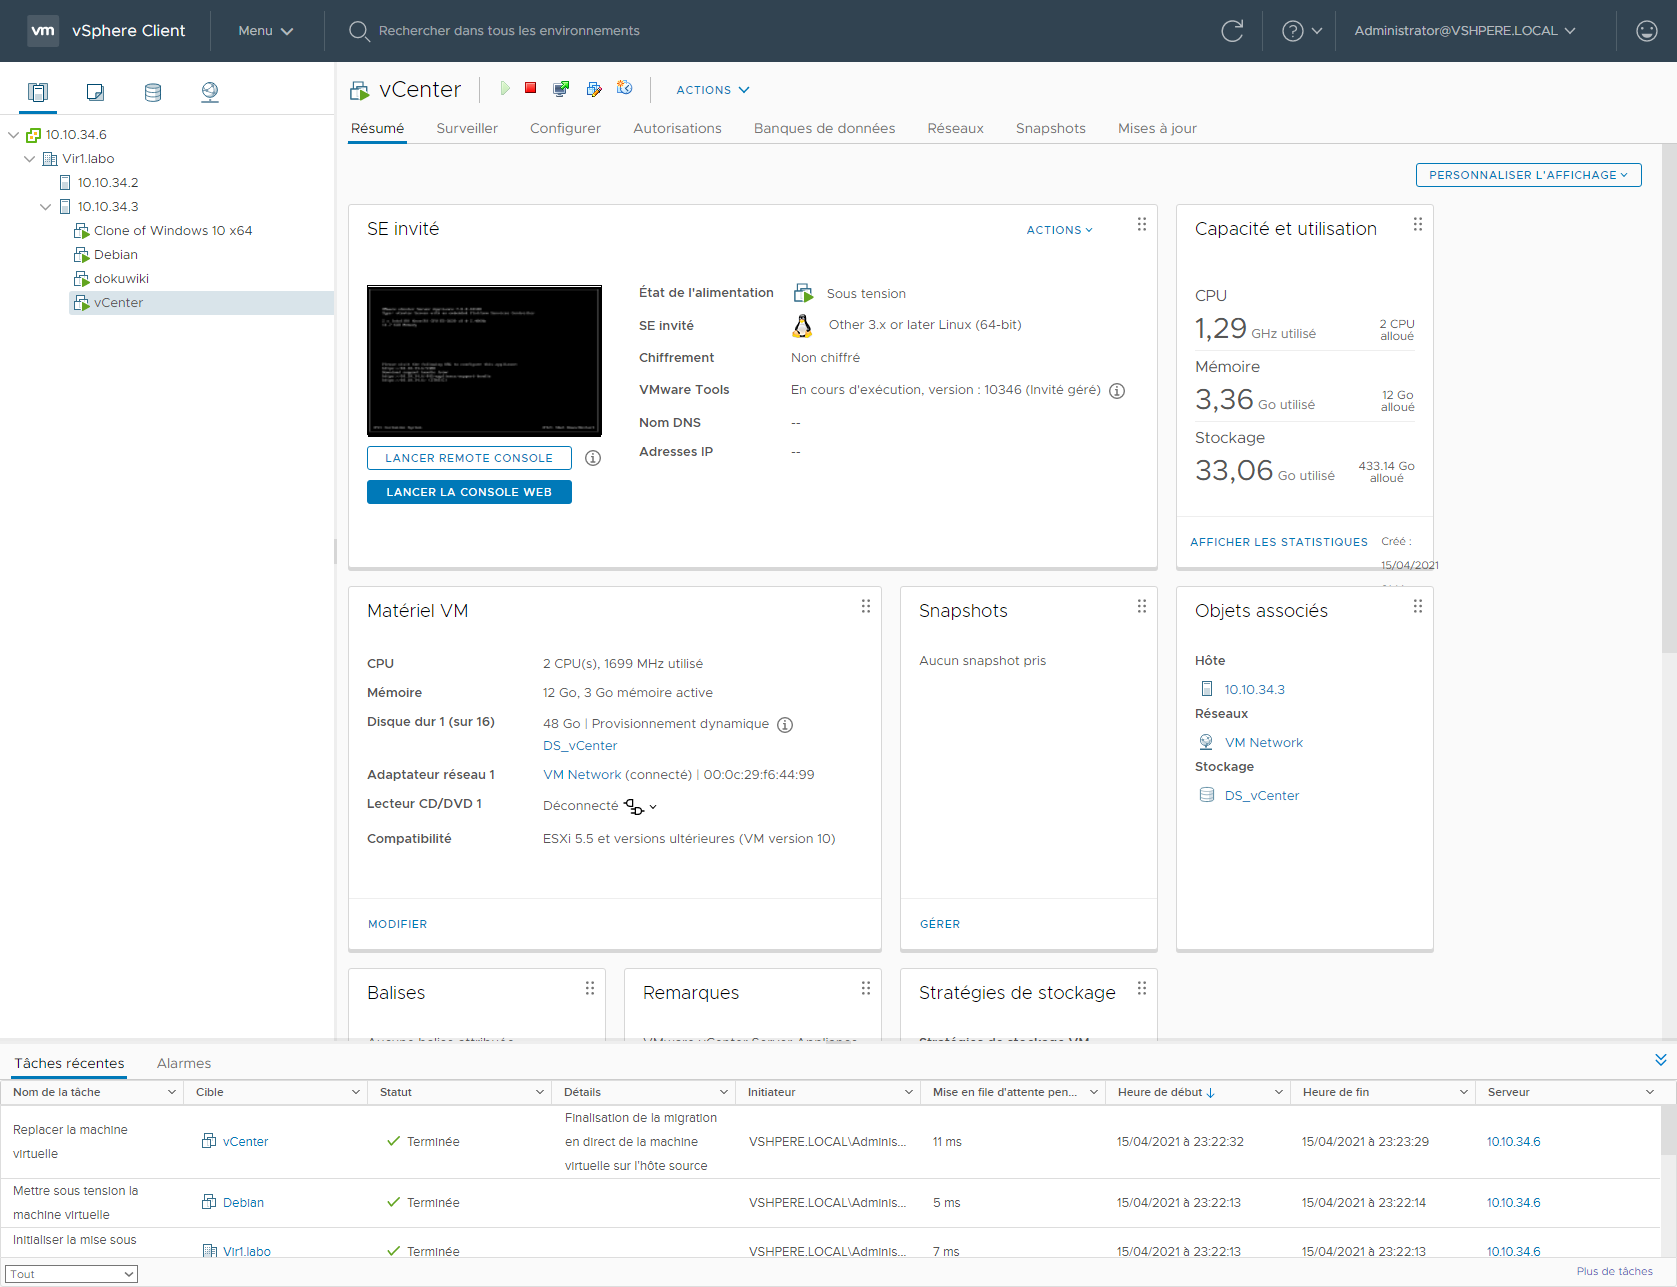 vm vSphere Client Menu Rechercher dans tous les environnements Administrator@VSHPERE.LOCAL
10.10.34.6
Vir1.labo
10.10.34.2
10.10.34.3
Clone of Windows 10 x64
Debian
dokuwiki
vCenter
vCenter ACTIONS
Résumé Surveiller Configurer Autorisations Banques de données Réseaux Snapshots Mises à jour
PERSONNALISER L'AFFICHAGE
SE invité ACTIONS
LANCER REMOTE CONSOLE
LANCER LA CONSOLE WEB
État de l'alimentation Sous tension
SE invité Other 3.x or later Linux (64-bit)
Chiffrement Non chiffré
VMware Tools En cours d'exécution, version : 10346 (Invité géré)
Nom DNS --
Adresses IP --
Capacité et utilisation
CPU
1,29 GHz utilisé 2 CPU alloué
Mémoire
3,36 Go utilisé 12 Go alloué
Stockage
33,06 Go utilisé 433.14 Go alloué
AFFICHER LES STATISTIQUES Créé :
15/04/2021
Matériel VM
CPU 2 CPU(s), 1699 MHz utilisé
Mémoire 12 Go, 3 Go mémoire active
Disque dur 1 (sur 16) 48 Go | Provisionnement dynamique
DS_vCenter
Adaptateur réseau 1 VM Network (connecté) | 00:0c:29:f6:44:99
Lecteur CD/DVD 1 Déconnecté
Compatibilité ESXi 5.5 et versions ultérieures (VM version 10)
MODIFIER
Snapshots
Aucun snapshot pris
GÉRER
Objets associés
Hôte
10.10.34.3
Réseaux
VM Network
Stockage
DS_vCenter
Balises
Aucune balise attribuée
Remarques
VMware vCenter Server Appliance
Stratégies de stockage
Stratégies de stockage VM
Tâches récentes Alarmes
Nom de la tâche Cible Statut Détails Initiateur Mise en file d'attente pen... Heure de début Heure de fin Serveur
Replacer la machine virtuelle vCenter Terminée Finalisation de la migration en direct de la machine virtuelle sur l'hôte source VSHPERE.LOCAL\Adminis... 11 ms 15/04/2021 à 23:22:32 15/04/2021 à 23:23:29 10.10.34.6
Mettre sous tension la machine virtuelle Debian Terminée VSHPERE.LOCAL\Adminis... 5 ms 15/04/2021 à 23:22:13 15/04/2021 à 23:22:14 10.10.34.6
Initialiser la mise sous Vir1.labo Terminée VSHPERE.LOCAL\Adminis... 7 ms 15/04/2021 à 23:22:13 15/04/2021 à 23:22:13 10.10.34.6
Tout Plus de tâches